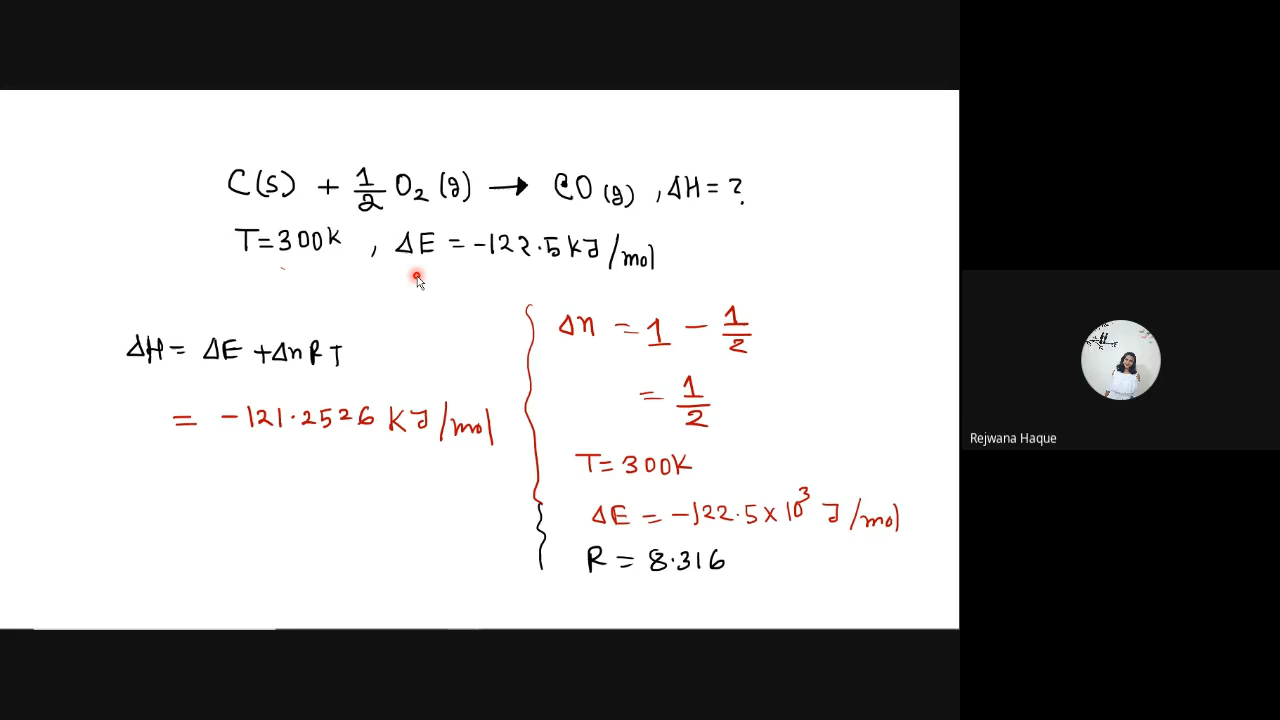 C(s) + 1/2 O₂ (g) → CO (g) , ΔH = ?
T=300K , ΔE = -122.5 KJ/mol
ΔH = ΔE + Δn R T
= -121.2526 KJ/mol
Δn = 1 - 1/2
= 1/2
T= 300K
ΔE = -122.5 × 10³ J/mol
R = 8.316
Rejwana Haque